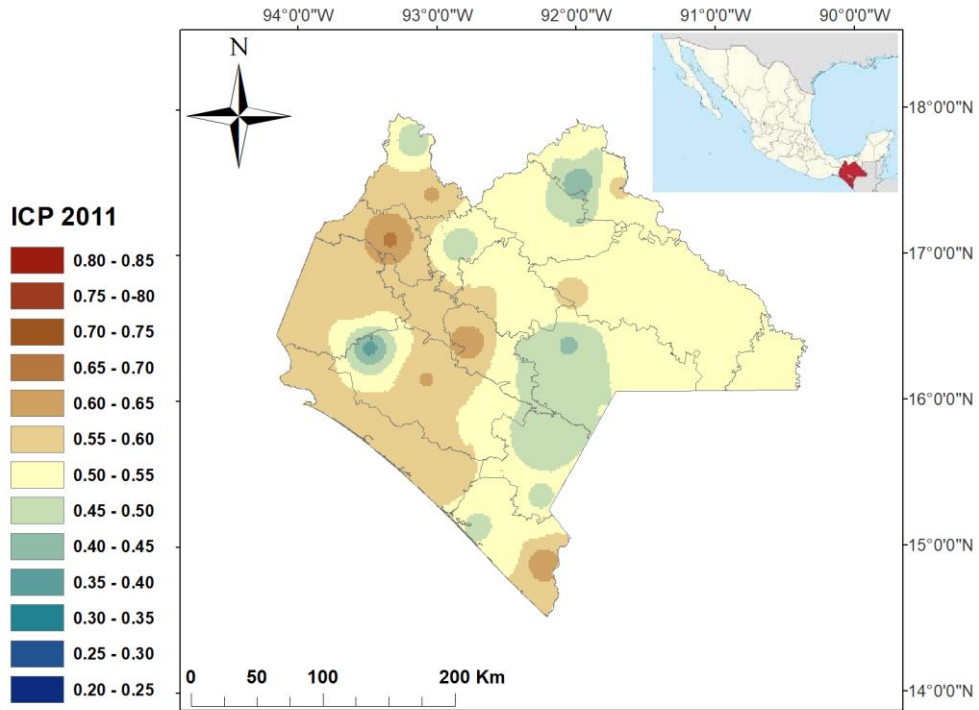 94°0'0"W 93°0'0"W 92°0'0"W 91°0'0"W 90°0'0"W
N
18°0'0"N
ICP 2011
0.80 - 0.85
0.75 - 0-80
0.70 - 0.75
0.65 - 0.70
0.60 - 0.65
0.55 - 0.60
0.50 - 0.55
0.45 - 0.50
0.40 - 0.45
0.35 - 0.40
0.30 - 0.35
0.25 - 0.30
0.20 - 0.25
17°0'0"N
16°0'0"N
15°0'0"N
14°0'0"N
0 50 100 200 Km